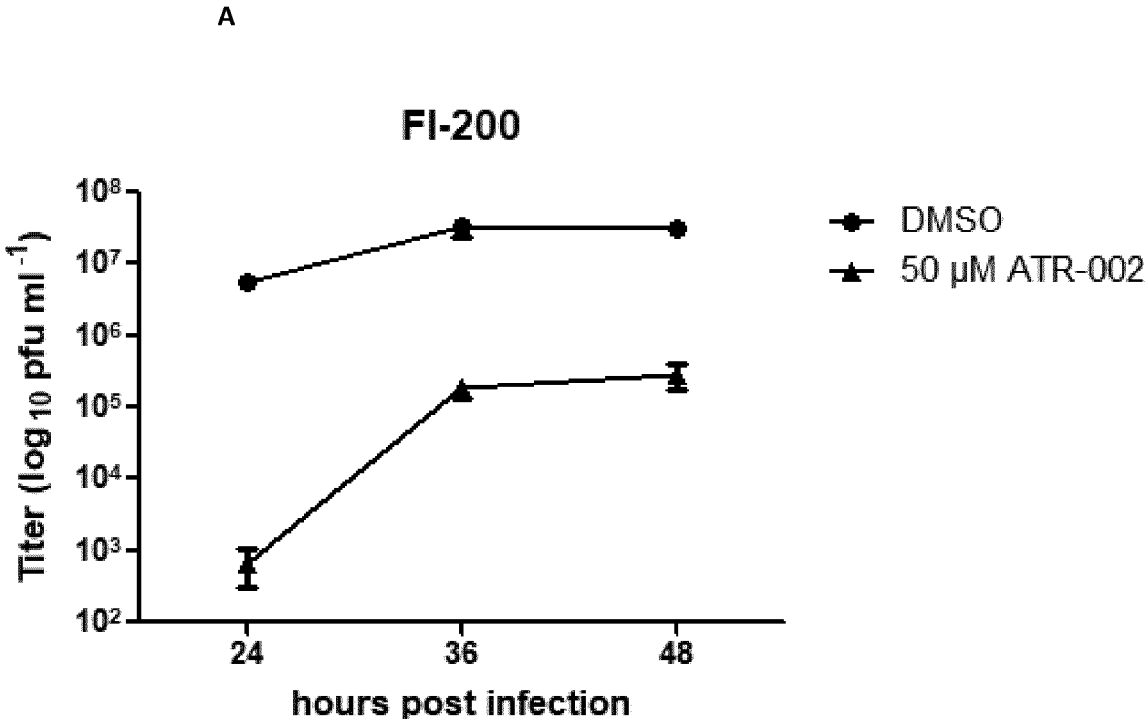 A
FI-200
10⁸
10⁷
10⁶
10⁵
10⁴
10³
10²
Titer (log₁₀ pfu ml⁻¹)
24 36 48
hours post infection
DMSO
50 µM ATR-002